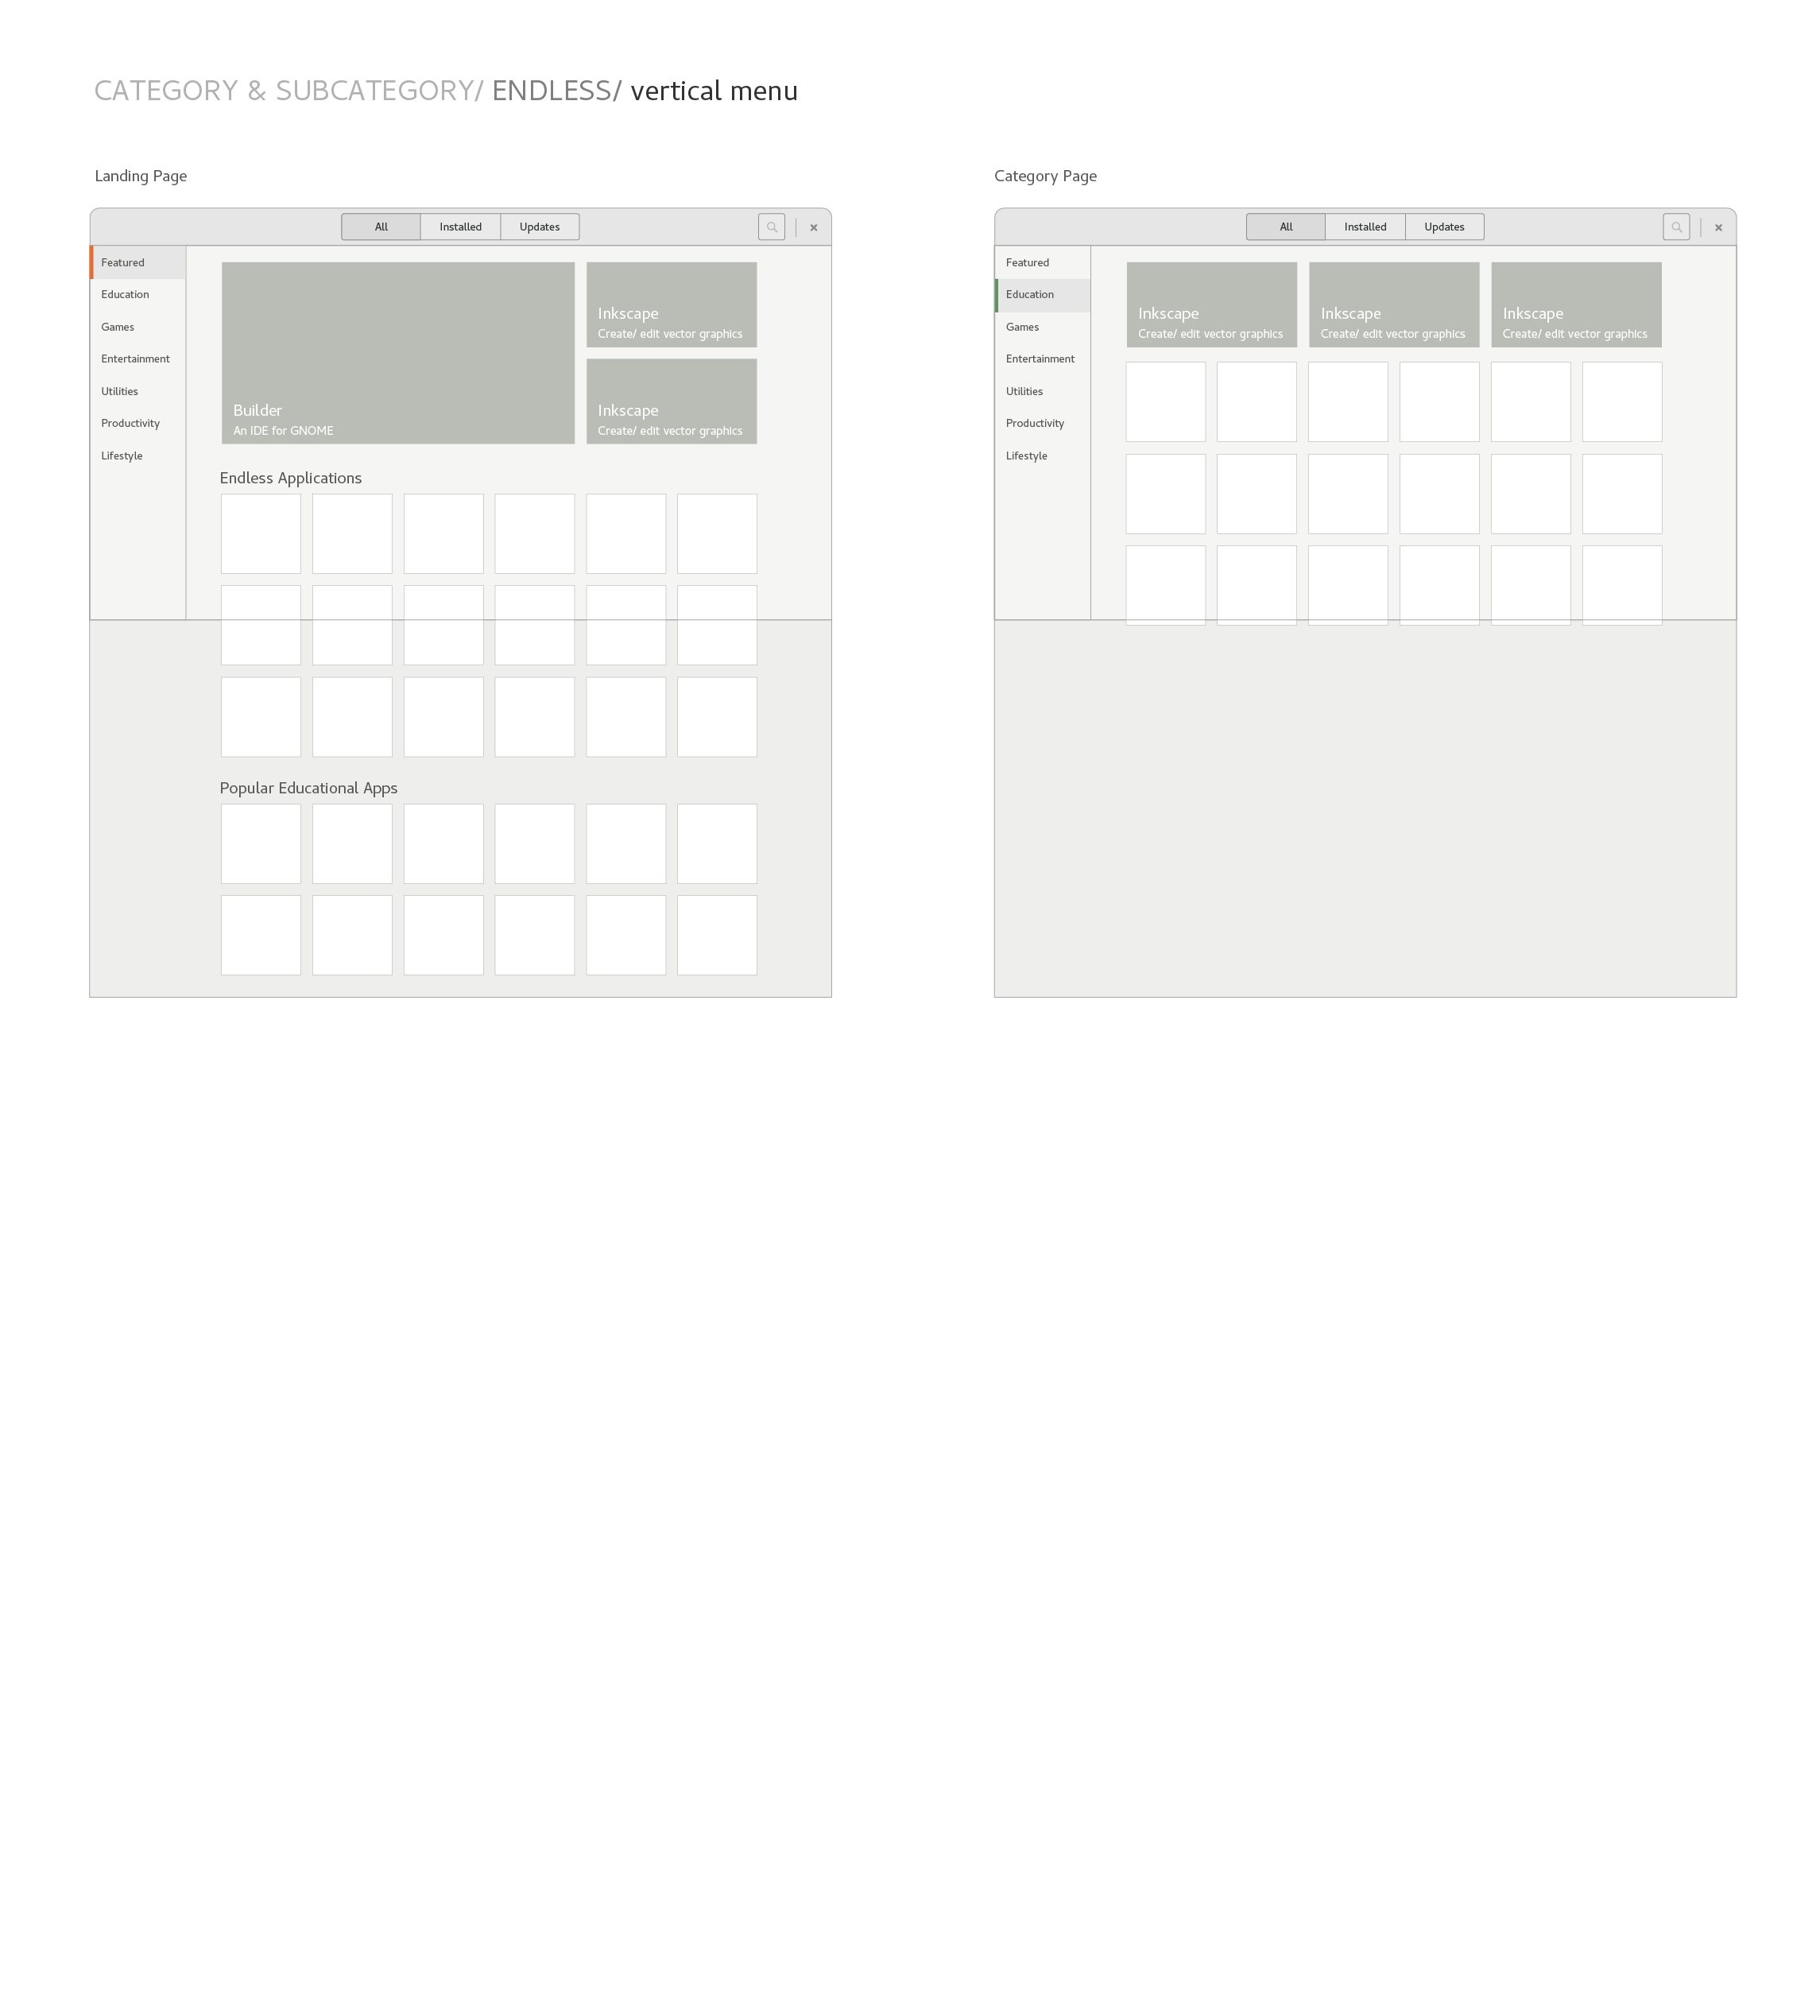 CATEGORY & SUBCATEGORY/ ENDLESS/ vertical menu
Landing Page
All Installed Updates
Featured
Education
Games
Entertainment
Utilities
Productivity
Lifestyle
Builder
An IDE for GNOME
Inkscape
Create/ edit vector graphics
Inkscape
Create/ edit vector graphics
Endless Applications
Popular Educational Apps
Category Page
All Installed Updates
Featured
Education
Games
Entertainment
Utilities
Productivity
Lifestyle
Inkscape
Create/ edit vector graphics
Inkscape
Create/ edit vector graphics
Inkscape
Create/ edit vector graphics